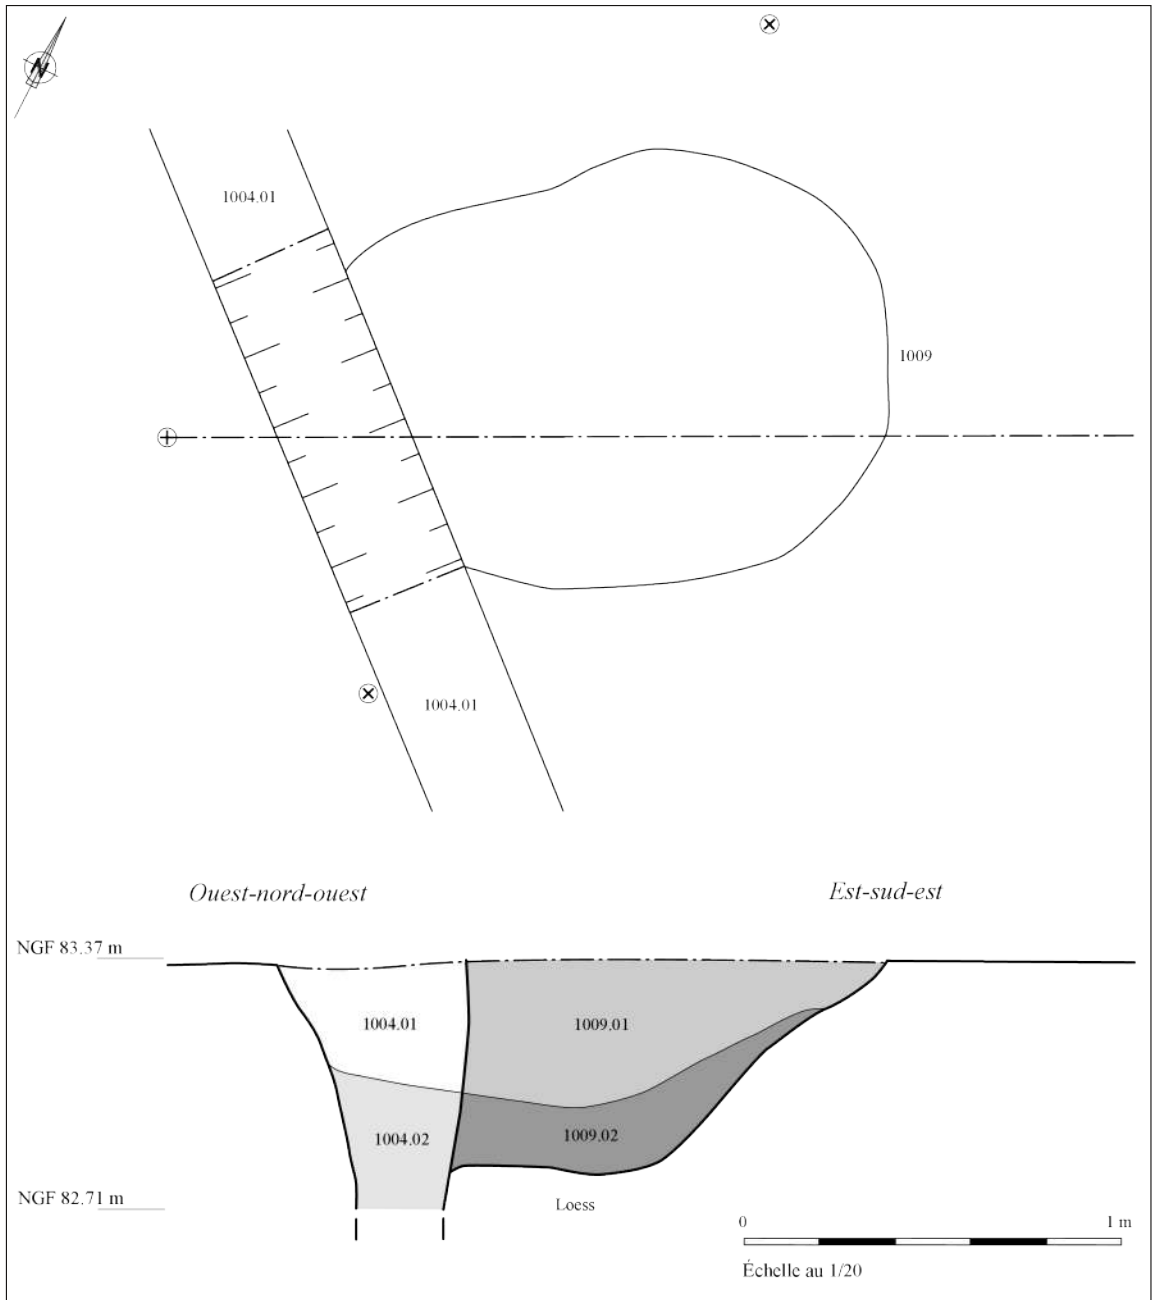 N
1004.01
1009
1004.01
Ouest-nord-ouest
Est-sud-est
NGF 83.37 m
1004.01
1009.01
1004.02
1009.02
NGF 82.71 m
Loess
0
1 m
Échelle au 1/20